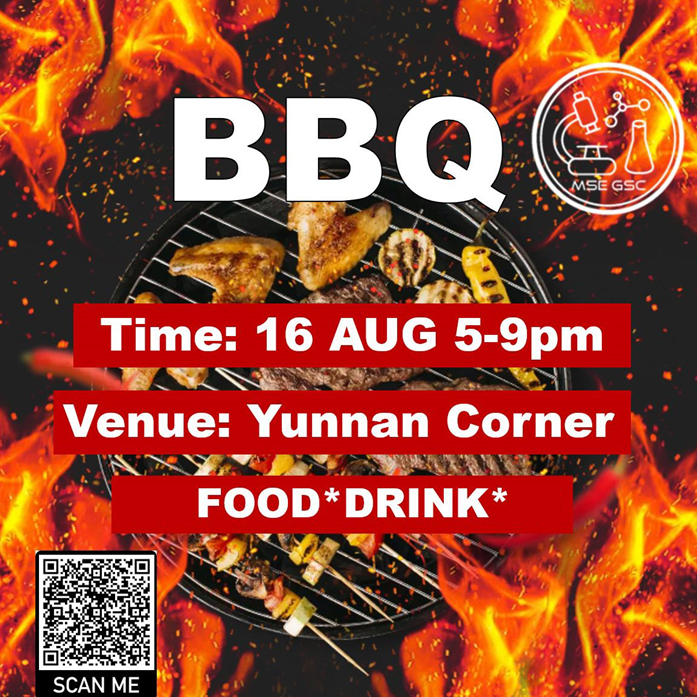 BBQ
MSE GSC
Time: 16 AUG 5-9pm
Venue: Yunnan Corner
FOOD*DRINK*
SCAN ME